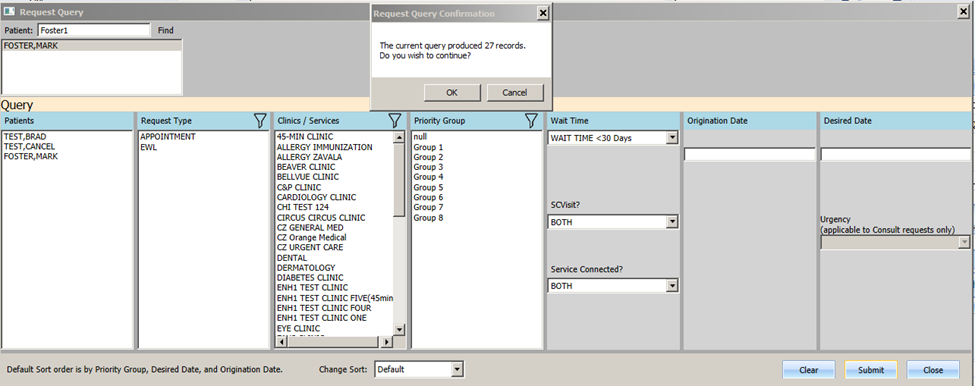 Request Query
Patient: Foster1 Find
FOSTER,MARK
Request Query Confirmation
The current query produced 27 records.
Do you wish to continue?
OK Cancel
Query
Patients
TEST,BRAD
TEST,CANCEL
FOSTER,MARK
Request Type
APPOINTMENT
EWL
Clinics / Services
45-MIN CLINIC
ALLERGY IMMUNIZATION
ALLERGY ZAVALA
BEAVER CLINIC
BELLVUE CLINIC
C&P CLINIC
CARDIOLOGY CLINIC
CHI TEST 124
CIRCUS CIRCUS CLINIC
CZ GENERAL MED
CZ Orange Medical
CZ URGENT CARE
DENTAL
DERMATOLOGY
DIABETES CLINIC
ENH1 TEST CLINIC
ENH1 TEST CLINIC FIVE(45min
ENH1 TEST CLINIC FOUR
ENH1 TEST CLINIC ONE
EYE CLINIC
Priority Group
null
Group 1
Group 2
Group 3
Group 4
Group 5
Group 6
Group 7
Group 8
Wait Time
WAIT TIME <30 Days
SCVisit?
BOTH
Service Connected?
BOTH
Origination Date
Desired Date
Urgency
(applicable to Consult requests only)
Default Sort order is by Priority Group, Desired Date, and Origination Date.
Change Sort: Default
Clear Submit Close